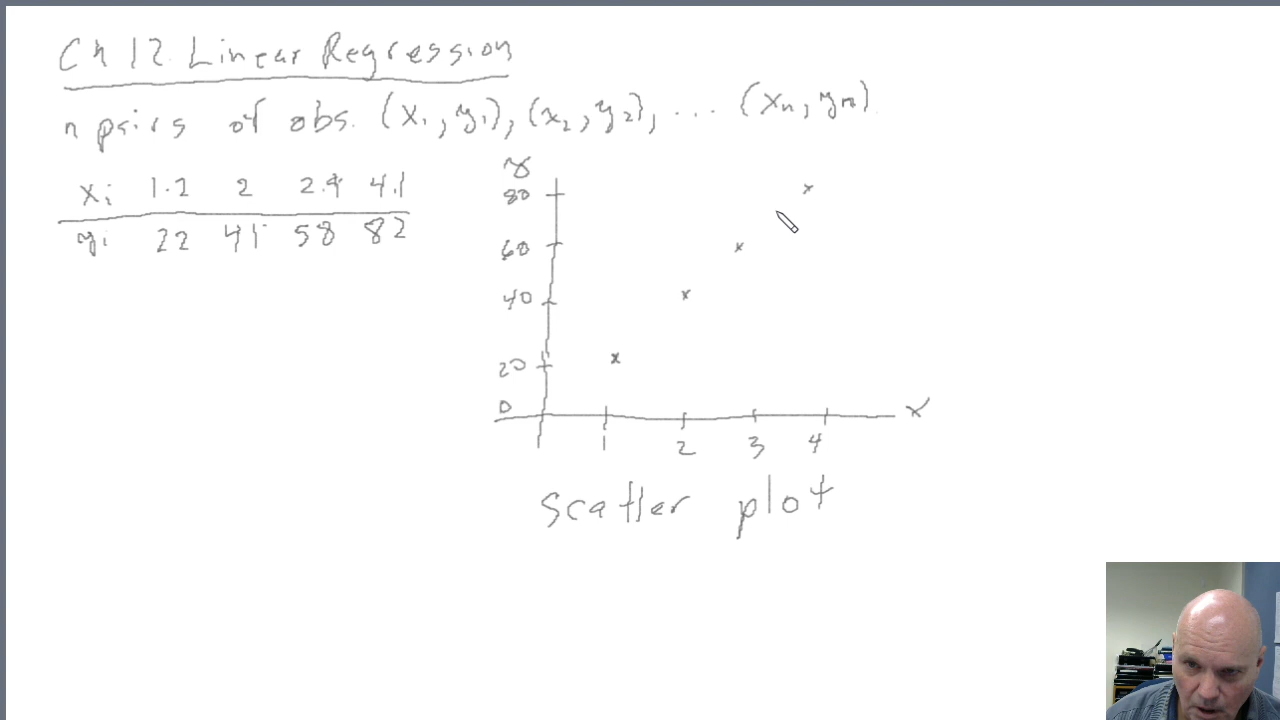 Ch 12. Linear Regression
n pairs of obs. (x₁, y₁), (x₂, y₂), ... (xₙ, yₙ).
xᵢ 1.2 2 2.9 4.1
yᵢ 22 41 58 82
y
80
60
40
20
0
x
1 2 3 4
scatter plot